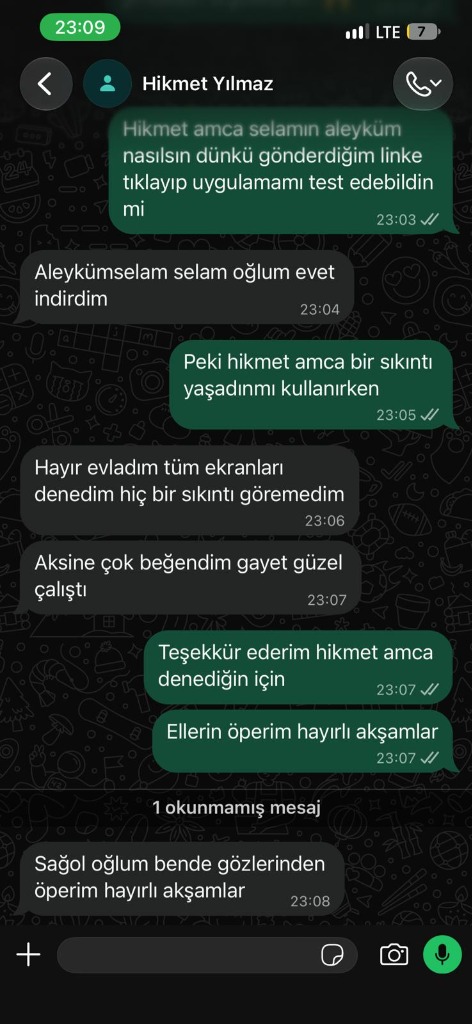 23:09
LTE
7
Hikmet Yılmaz
Hikmet amca selamın aleyküm
nasılsın dünkü gönderdiğim linke
tıklayıp uygulamamı test edebildin
mi
23:03
Aleykümselam selam oğlum evet
indirdim
23:04
Peki hikmet amca bir sıkıntı
yaşadınmı kullanırken
23:05
Hayır evladım tüm ekranları
denedim hiç bir sıkıntı göremedim
23:06
Aksine çok beğendim gayet güzel
çalıştı
23:07
Teşekkür ederim hikmet amca
denediğin için
23:07
Ellerin öperim hayırlı akşamlar
23:07
1 okunmamış mesaj
Sağol oğlum bende gözlerinden
öperim hayırlı akşamlar
23:08